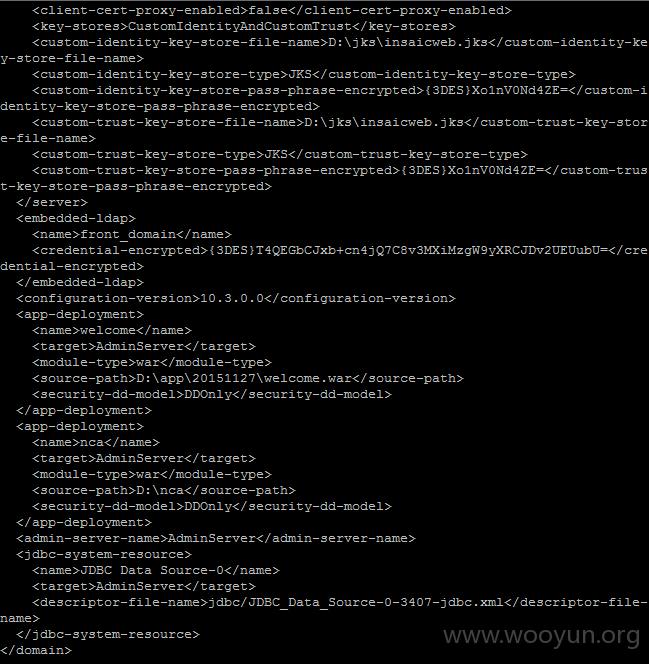 <client-cert-proxy-enabled>false</client-cert-proxy-enabled>
<key-stores>CustomIdentityAndCustomTrust</key-stores>
<custom-identity-key-store-file-name>D:\jks\insaicweb.jks</custom-identity-ke
y-store-file-name>
<custom-identity-key-store-type>JKS</custom-identity-key-store-type>
<custom-identity-key-store-pass-phrase-encrypted>{3DES}Xo1nV0Nd4ZE=</custom-i
dentity-key-store-pass-phrase-encrypted>
<custom-trust-key-store-file-name>D:\jks\insaicweb.jks</custom-trust-key-stor
e-file-name>
<custom-trust-key-store-type>JKS</custom-trust-key-store-type>
<custom-trust-key-store-pass-phrase-encrypted>{3DES}Xo1nV0Nd4ZE=</custom-trus
t-key-store-pass-phrase-encrypted>
</server>
<embedded-ldap>
<name>front_domain</name>
<credential-encrypted>{3DES}T4QEGbCJxb+cn4jQ7C8v3MXiMzgW9yXRCJDv2UEUubU=</cre
dential-encrypted>
</embedded-ldap>
<configuration-version>10.3.0.0</configuration-version>
<app-deployment>
<name>welcome</name>
<target>AdminServer</target>
<module-type>war</module-type>
<source-path>D:\app\20151127\welcome.war</source-path>
<security-dd-model>DDOnly</security-dd-model>
</app-deployment>
<app-deployment>
<name>nca</name>
<target>AdminServer</target>
<module-type>war</module-type>
<source-path>D:\nca</source-path>
<security-dd-model>DDOnly</security-dd-model>
</app-deployment>
<admin-server-name>AdminServer</admin-server-name>
<jdbc-system-resource>
<name>JDBC Data Source-0</name>
<target>AdminServer</target>
<descriptor-file-name>jdbc/JDBC_Data_Source-0-3407-jdbc.xml</descriptor-file-
name>
</jdbc-system-resource>
</domain>
www.wooyun.org